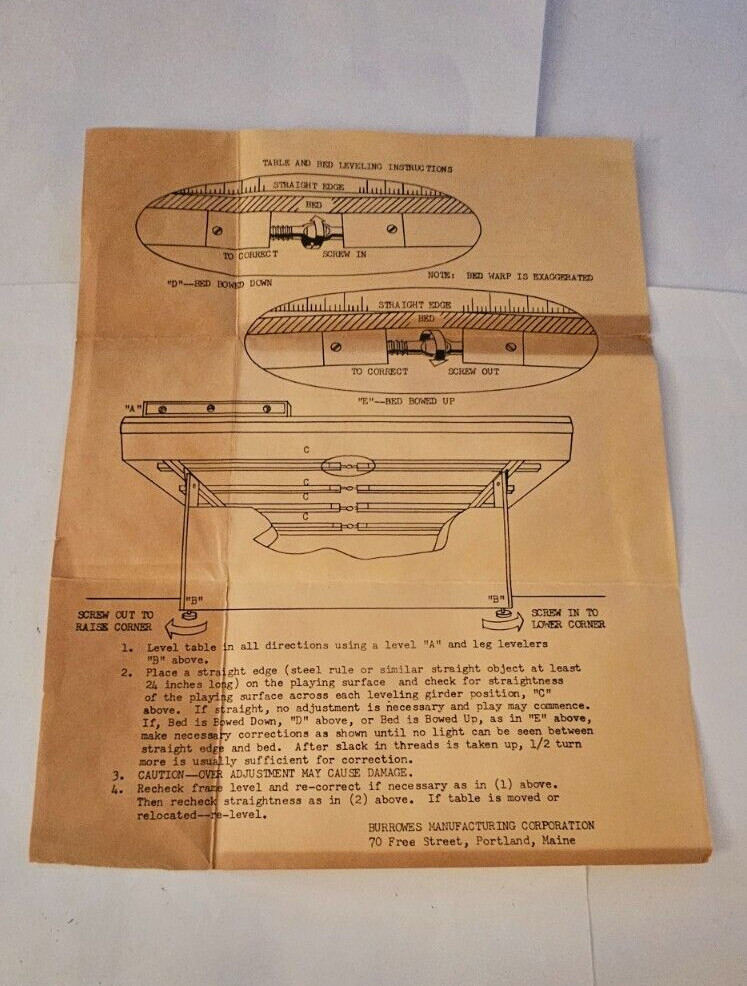 TABLE AND BED LEVELING INSTRUCTIONS
STRAIGHT EDGE
BED
TO CORRECT SCREW IN
"D"—BED BOWED DOWN
NOTE: BED WARP IS EXAGGERATED
STRAIGHT EDGE
BED
TO CORRECT SCREW OUT
"E"—BED BOWED UP
"A"
C
C
C
C
"B" "B"
SCREW OUT TO
RAISE CORNER
SCREW IN TO
LOWER CORNER
1. Level table in all directions using a level "A" and leg levelers
"B" above.
2. Place a straight edge (steel rule or similar straight object at least
24 inches long) on the playing surface and check for straightness
of the playing surface across each leveling girder position, "C"
above. If straight, no adjustment is necessary and play may commence.
If, Bed is Bowed Down, "D" above, or Bed is Bowed Up, as in "E" above,
make necessary corrections as shown until no light can be seen between
straight edge and bed. After slack in threads is taken up, 1/2 turn
more is usually sufficient for correction.
3. CAUTION—OVER ADJUSTMENT MAY CAUSE DAMAGE.
4. Recheck frame level and re-correct if necessary as in (1) above.
Then recheck straightness as in (2) above. If table is moved or
relocated—re-level.
BURROWES MANUFACTURING CORPORATION
70 Free Street, Portland, Maine